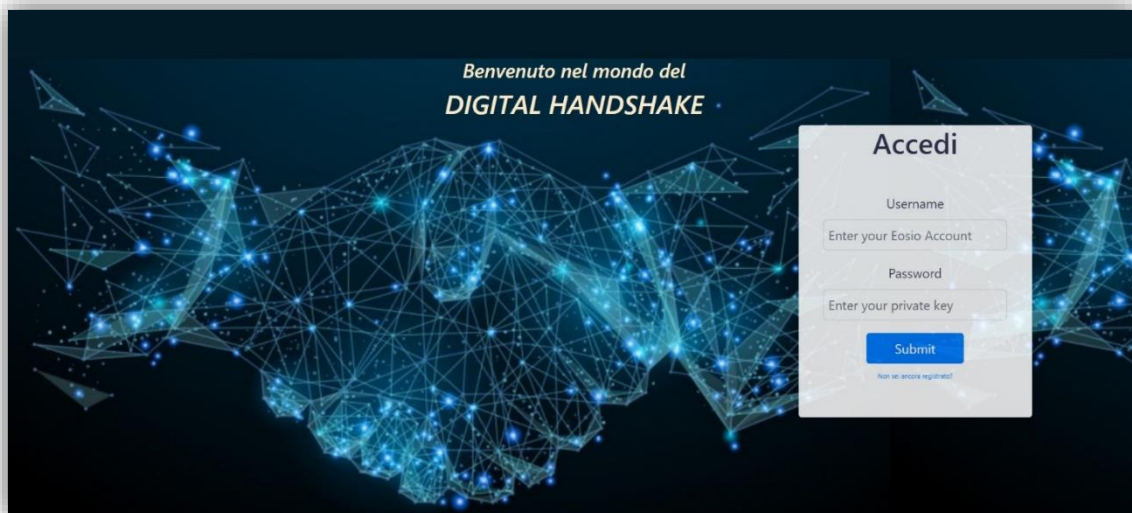 Benvenuto nel mondo del
DIGITAL HANDSHAKE
Accedi
Username
Enter your Eosio Account
Password
Enter your private key
Submit
Non sei ancora registrato?